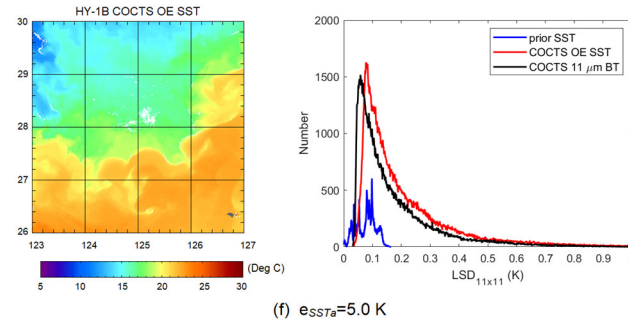 HY-1B COCTS OE SST
30
29
28
27
26
123 124 125 126 127
5 10 15 20 25 30
(Deg C)
2000
1500
1000
500
0
Number
0 0.1 0.2 0.3 0.4 0.5 0.6 0.7 0.8 0.9
LSD11x11 (K)
prior SST
COCTS OE SST
COCTS 11 μm BT
(f) eSSTa=5.0 K